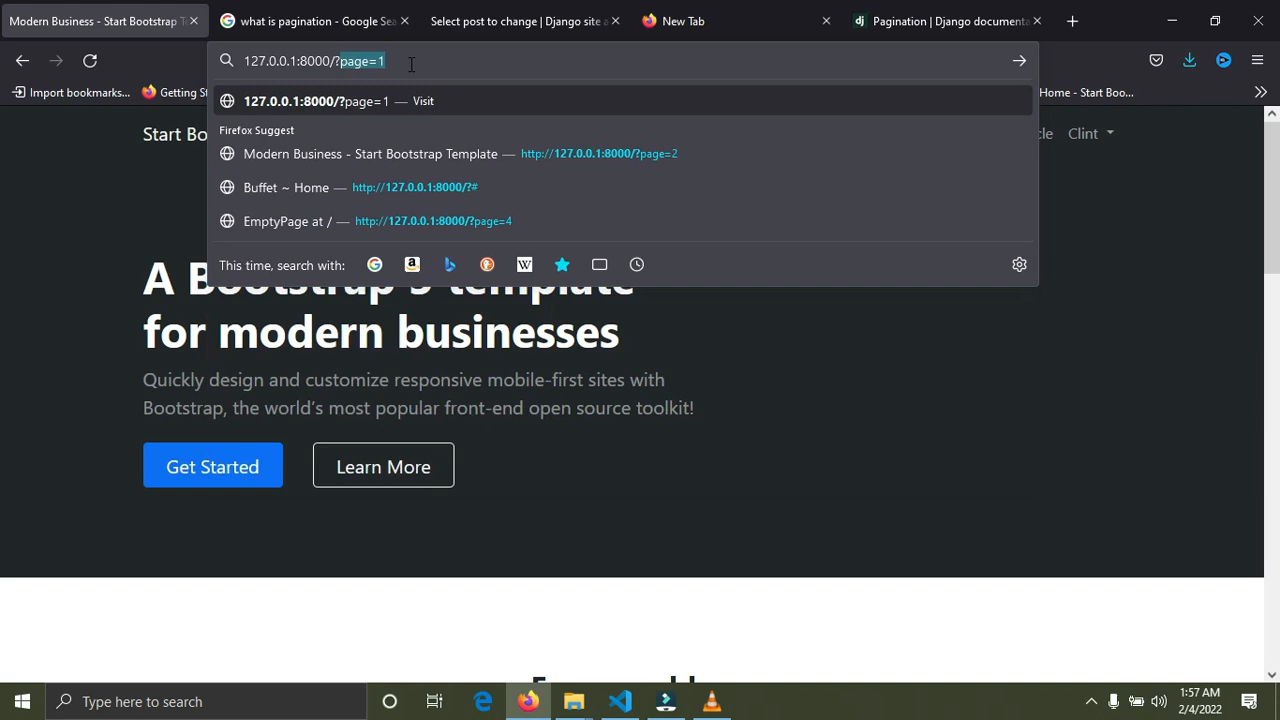 Modern Business - Start Bootstrap T
what is pagination - Google Sea
Select post to change | Django site a
New Tab
dj Pagination | Django documenta
127.0.0.1:8000/?page=1
Import bookmarks...
Getting St
Home - Start Boo...
127.0.0.1:8000/?page=1 — Visit
Firefox Suggest
Modern Business - Start Bootstrap Template — http://127.0.0.1:8000/?page=2
Buffet ~ Home — http://127.0.0.1:8000/?#
EmptyPage at / — http://127.0.0.1:8000/?page=4
This time, search with:
Start Bo
Clint
for modern businesses
Quickly design and customize responsive mobile-first sites with
Bootstrap, the world's most popular front-end open source toolkit!
Get Started
Learn More
Type here to search
1:57 AM
2/4/2022